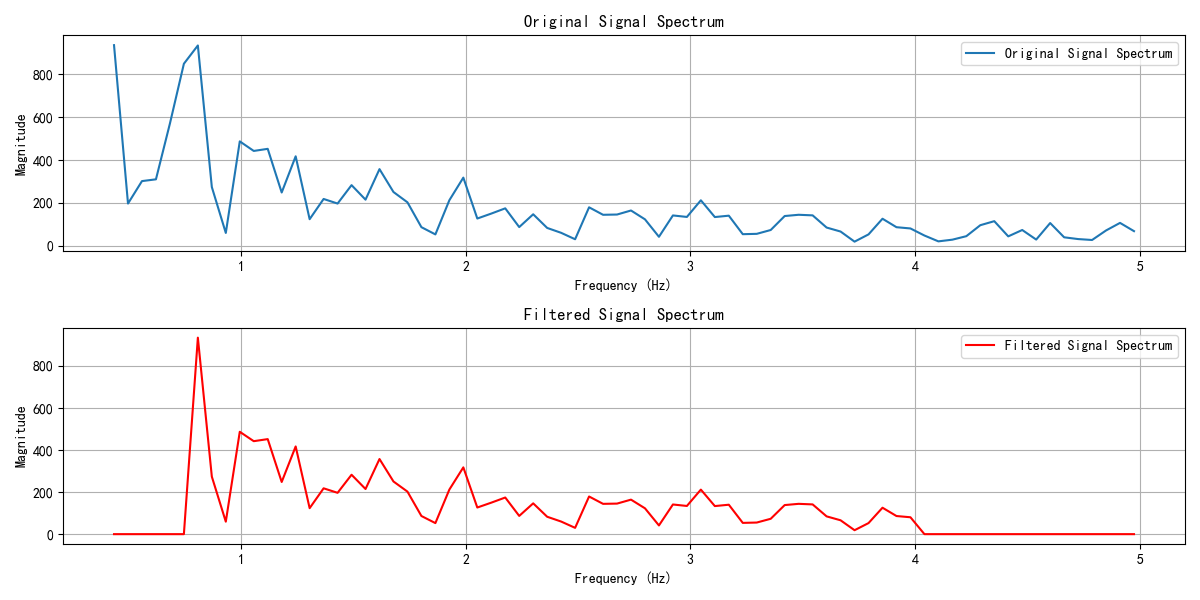 Original Signal Spectrum
Original Signal Spectrum
Magnitude
800
600
400
200
0
1
2
3
4
5
Frequency (Hz)
Filtered Signal Spectrum
Filtered Signal Spectrum
Magnitude
800
600
400
200
0
1
2
3
4
5
Frequency (Hz)